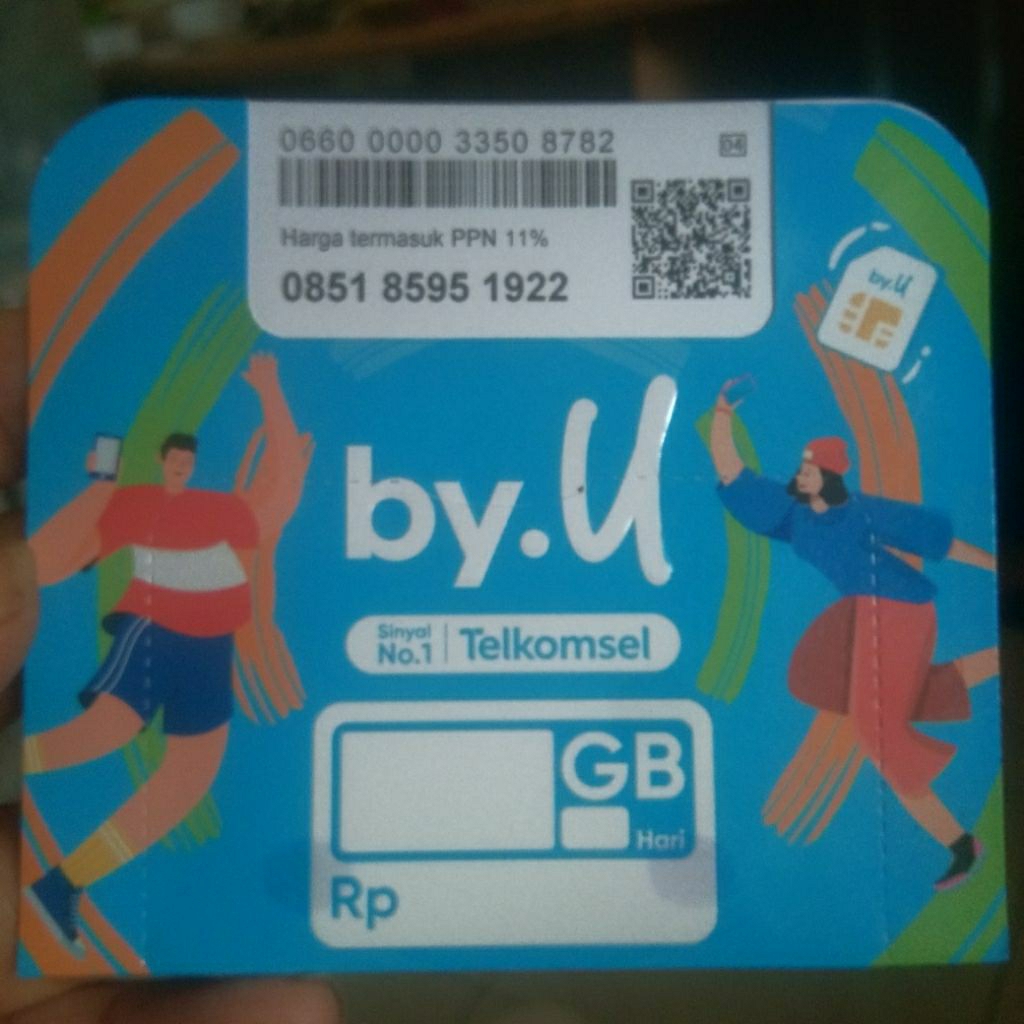 0660 0000 3350 8782
04
Harga termasuk PPN 11%
0851 8595 1922
by.U
by.U
Sinyal No.1 | Telkomsel
GB
Hari
Rp